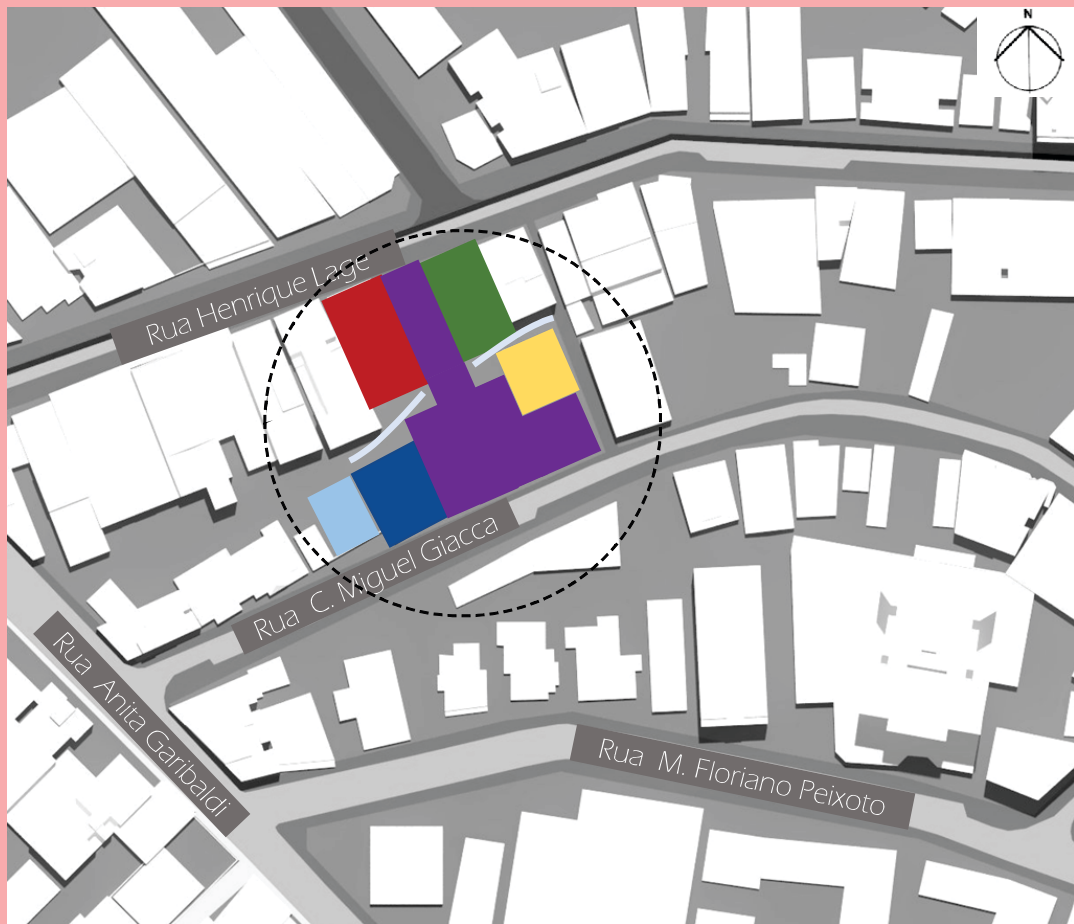 N
Rua Henrique Lage
Rua  C. Miguel Giacca
Rua  Anita Garibaldi
Rua  M. Floriano Peixoto